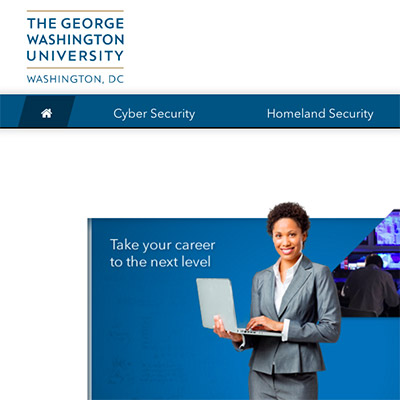 THE GEORGE
WASHINGTON
UNIVERSITY
WASHINGTON, DC
Cyber Security
Homeland Security
Take your career
to the next level